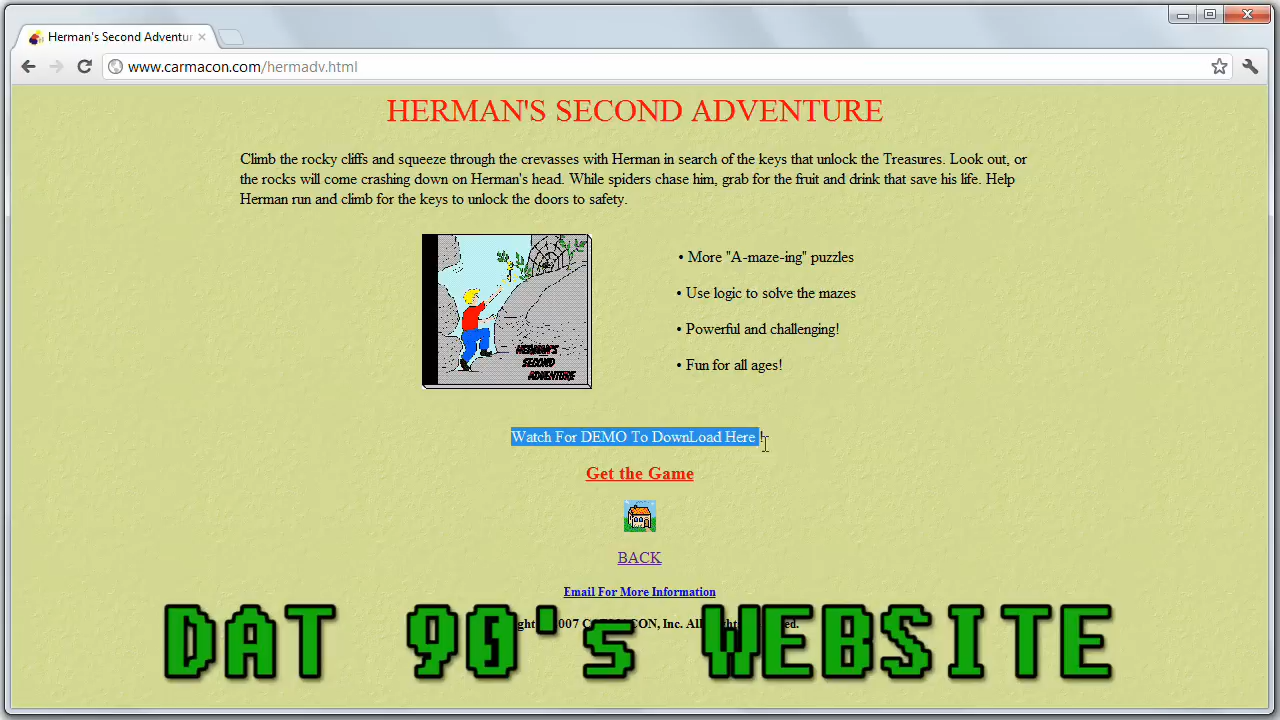 Herman's Second Adventur
www.carmacon.com/hermadv.html
HERMAN'S SECOND ADVENTURE
Climb the rocky cliffs and squeeze through the crevasses with Herman in search of the keys that unlock the Treasures. Look out, or
the rocks will come crashing down on Herman's head. While spiders chase him, grab for the fruit and drink that save his life. Help
Herman run and climb for the keys to unlock the doors to safety.
HERMAN'S
SECOND
ADVENTURE
• More "A-maze-ing" puzzles
• Use logic to solve the mazes
• Powerful and challenging!
• Fun for all ages!
Watch For DEMO To DownLoad Here !
Get the Game
BACK
Email For More Information
007 Inc. All
DAT 90's WEBSITE